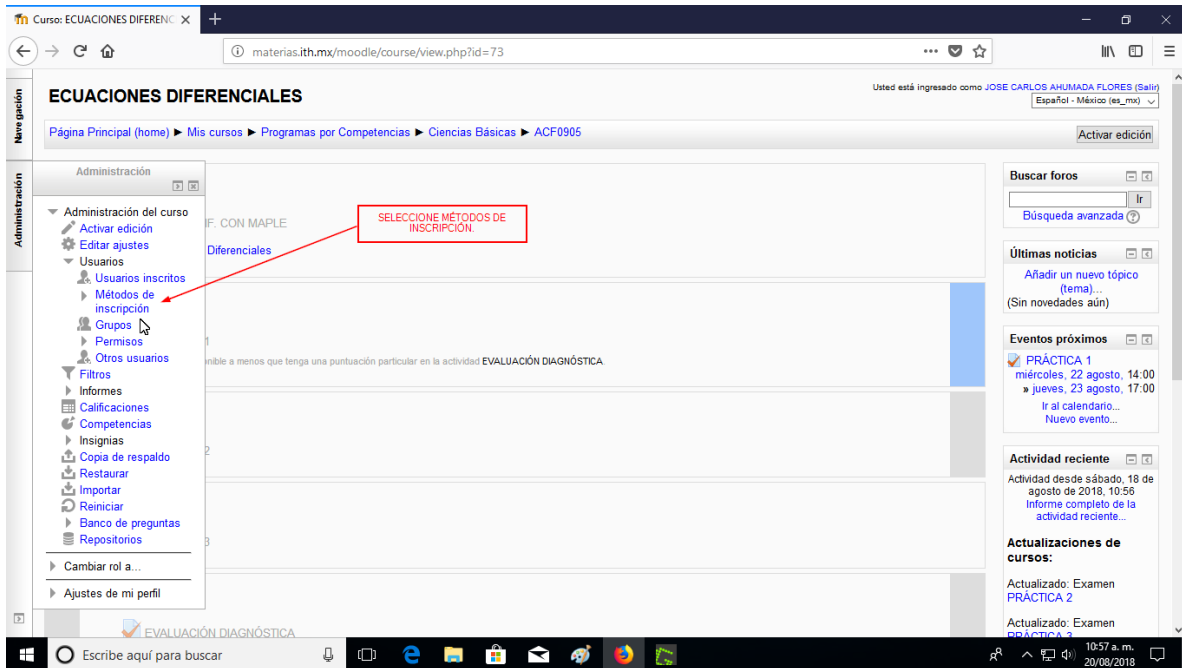 Curso: ECUACIONES DIFERENC
materias.ith.mx/moodle/course/view.php?id=73
Navegación
Administración
ECUACIONES DIFERENCIALES
Usted está ingresado como JOSE CARLOS AHUMADA FLORES (Salir)
Español - México (es_mx)
Página Principal (home) ► Mis cursos ► Programas por Competencias ► Ciencias Básicas ► ACF0905
Activar edición
Administración
Administración del curso
Activar edición
Editar ajustes
Usuarios
Usuarios inscritos
Métodos de
inscripción
Grupos
Permisos
Otros usuarios
Filtros
Informes
Calificaciones
Competencias
Insignias
Copia de respaldo
Restaurar
Importar
Reiniciar
Banco de preguntas
Repositorios
Cambiar rol a...
Ajustes de mi perfil
IF. CON MAPLE
Diferenciales
SELECCIONE MÉTODOS DE
INSCRIPCIÓN.
1
onible a menos que tenga una puntuación particular en la actividad EVALUACIÓN DIAGNÓSTICA
2
3
EVALUACIÓN DIAGNÓSTICA
Buscar foros
Ir
Búsqueda avanzada
Últimas noticias
Añadir un nuevo tópico
(tema)...
(Sin novedades aún)
Eventos próximos
PRÁCTICA 1
miércoles, 22 agosto, 14:00
» jueves, 23 agosto, 17:00
Ir al calendario...
Nuevo evento...
Actividad reciente
Actividad desde sábado, 18 de
agosto de 2018, 10:56
Informe completo de la
actividad reciente...
Actualizaciones de
cursos:
Actualizado: Examen
PRÁCTICA 2
Actualizado: Examen
PRÁCTICA 3
Escribe aquí para buscar
10:57 a. m.
20/08/2018